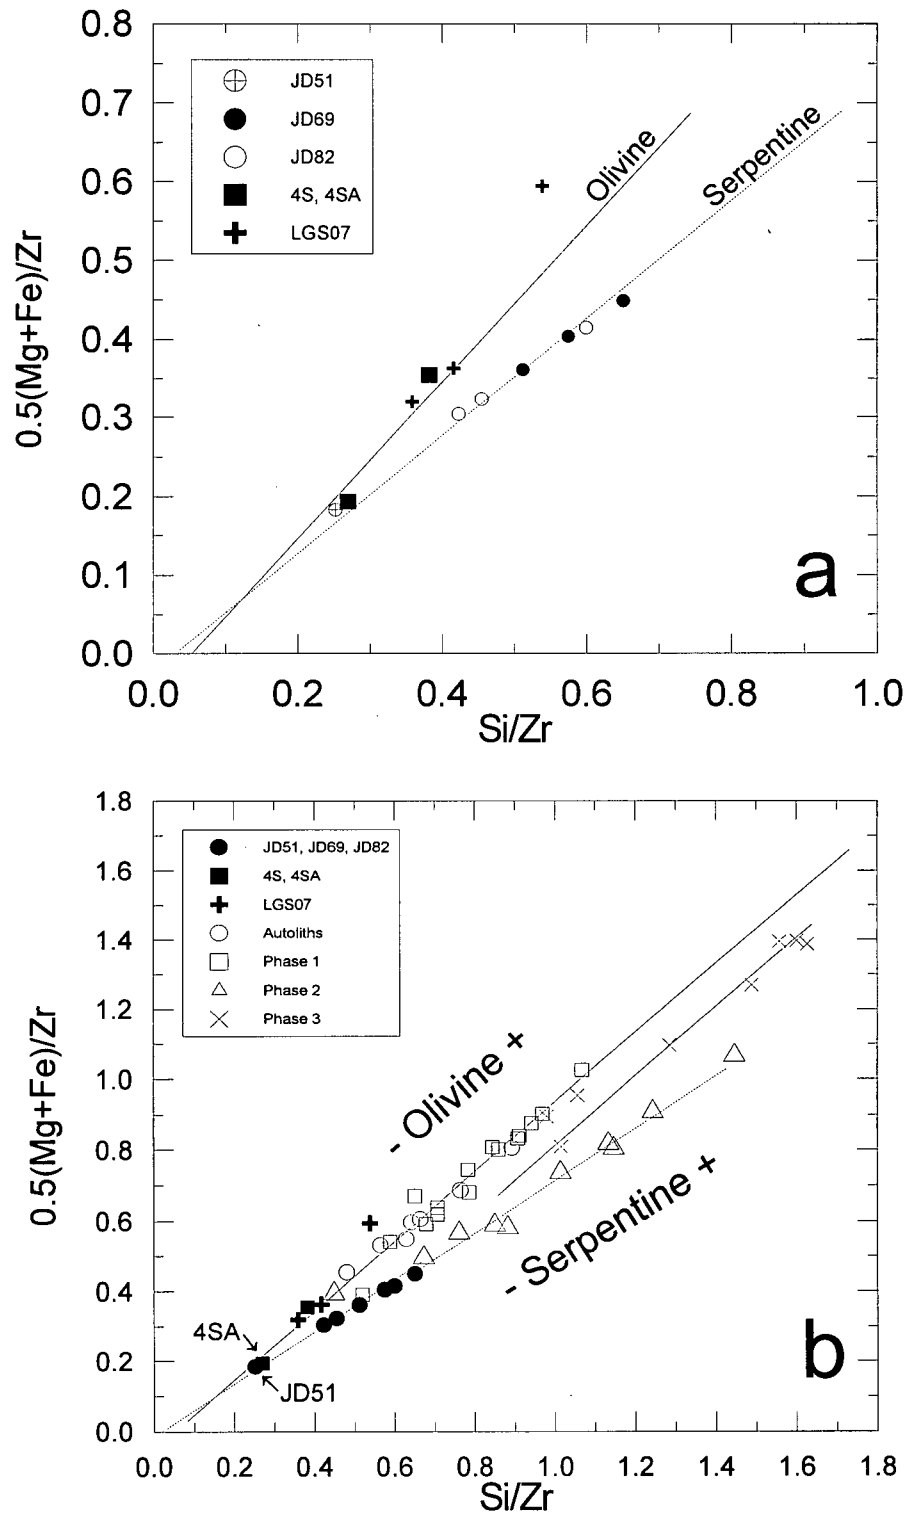 0.8
0.7
0.6
0.5
0.4
0.3
0.2
0.1
0.0
0.5(Mg+Fe)/Zr
JD51
JD69
JD82
4S, 4SA
LGS07
Olivine
Serpentine
a
0.0 0.2 0.4 0.6 0.8 1.0
Si/Zr
1.8
1.6
1.4
1.2
1.0
0.8
0.6
0.4
0.2
0.0
0.5(Mg+Fe)/Zr
JD51, JD69, JD82
4S, 4SA
LGS07
Autoliths
Phase 1
Phase 2
Phase 3
- Olivine +
- Serpentine +
4SA
JD51
b
0.0 0.2 0.4 0.6 0.8 1.0 1.2 1.4 1.6 1.8
Si/Zr